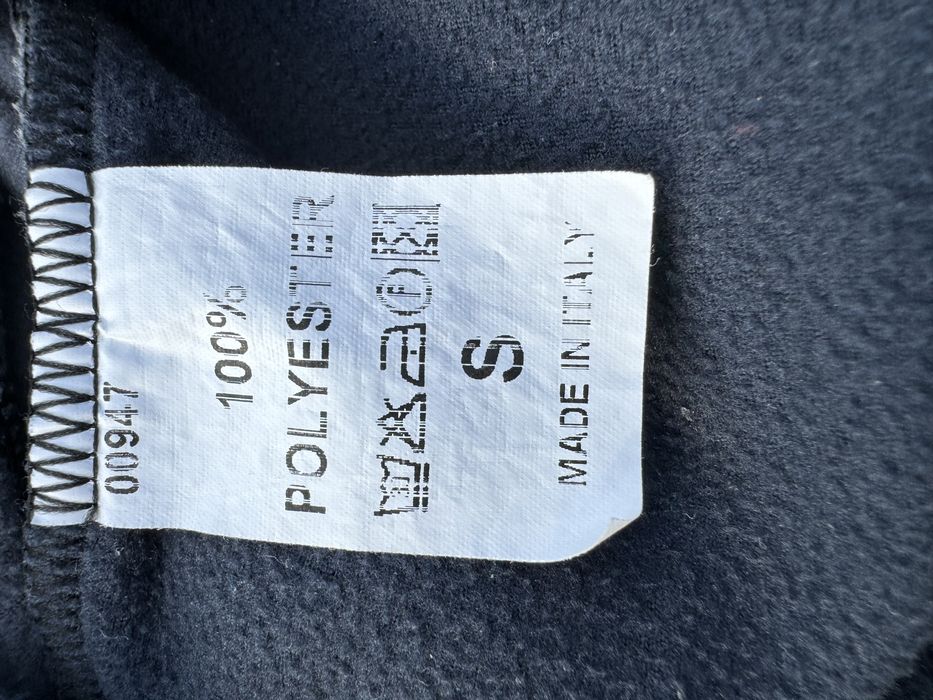 00947
100%
POLYESTER
F
S
MADE IN ITALY